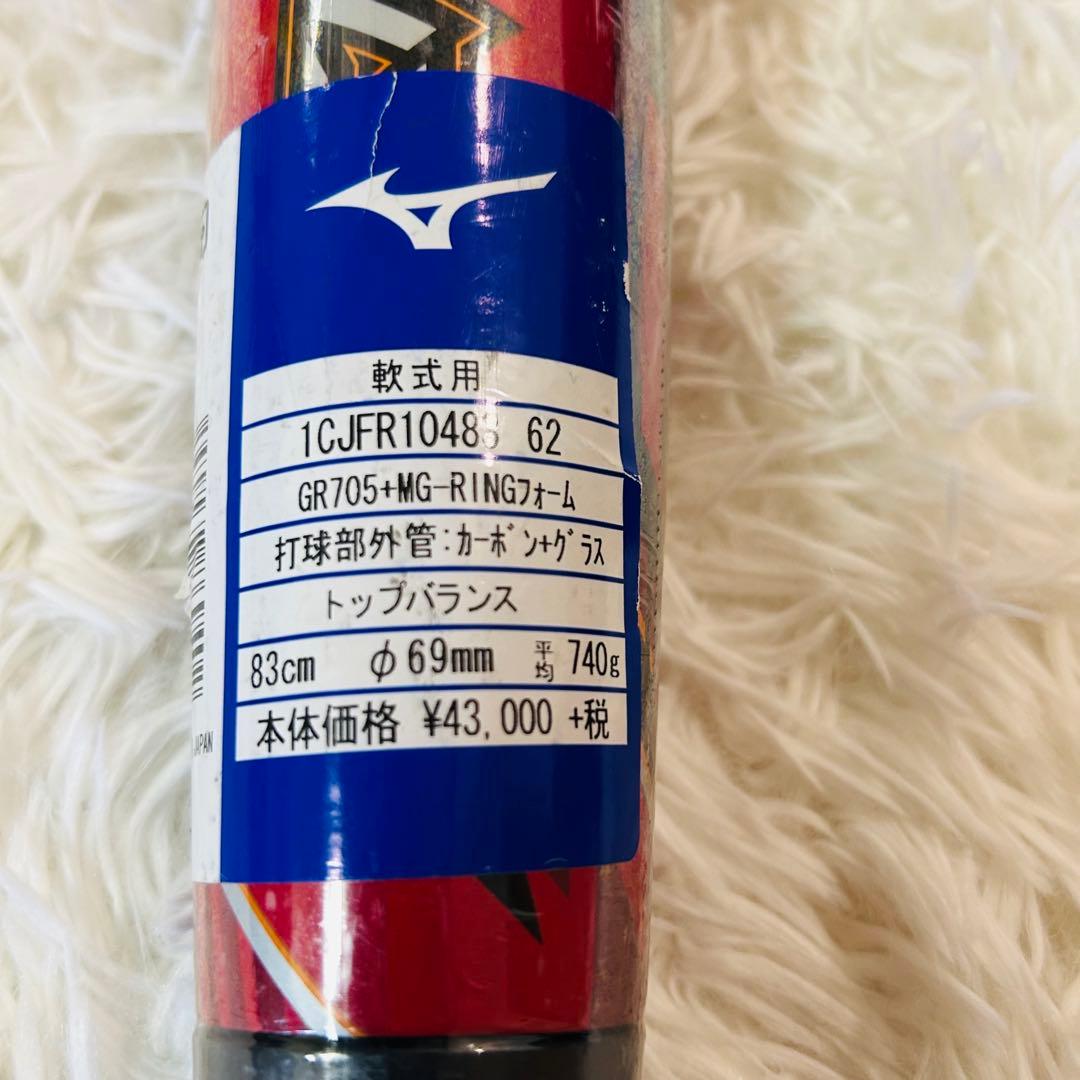 軟式用
1CJFR10483 62
GR705+MG-RINGフォーム
打球部外管:カーボン+グラス
トップバランス
83cm φ69mm 平均 740g
本体価格 ¥43,000 +税
JAPAN